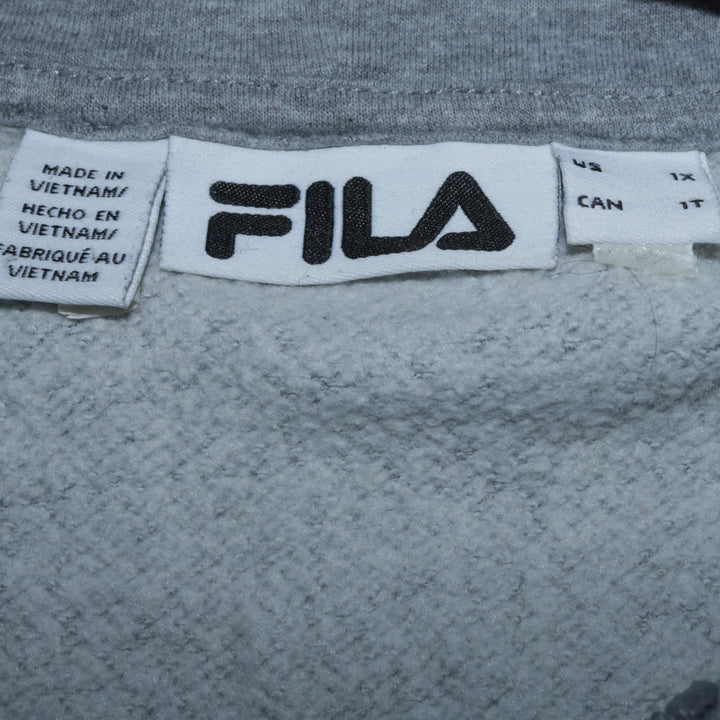 MADE IN
VIETNAM/
HECHO EN
VIETNAM/
FABRIQUÉ AU
VIETNAM
FILA
US 1X
CAN 1T